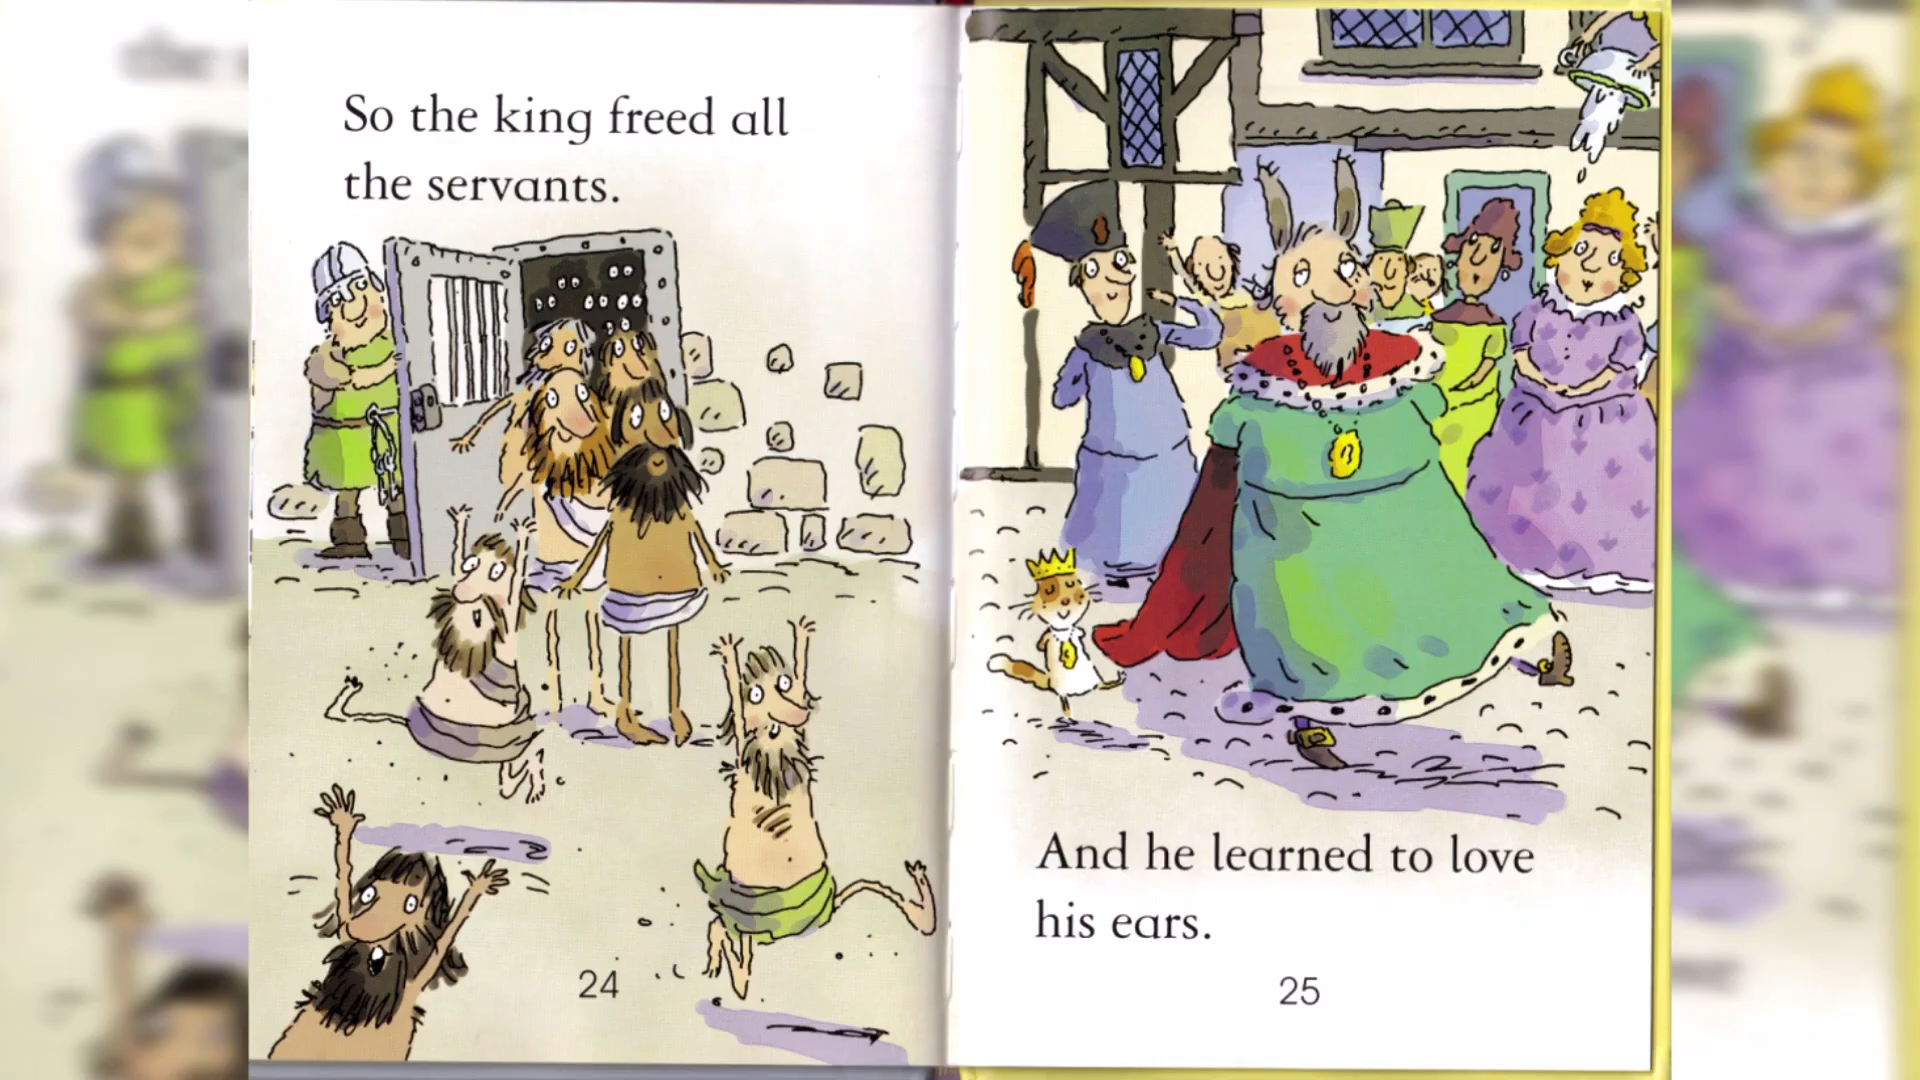 So the king freed all
the servants.
24
And he learned to love
his ears.
25